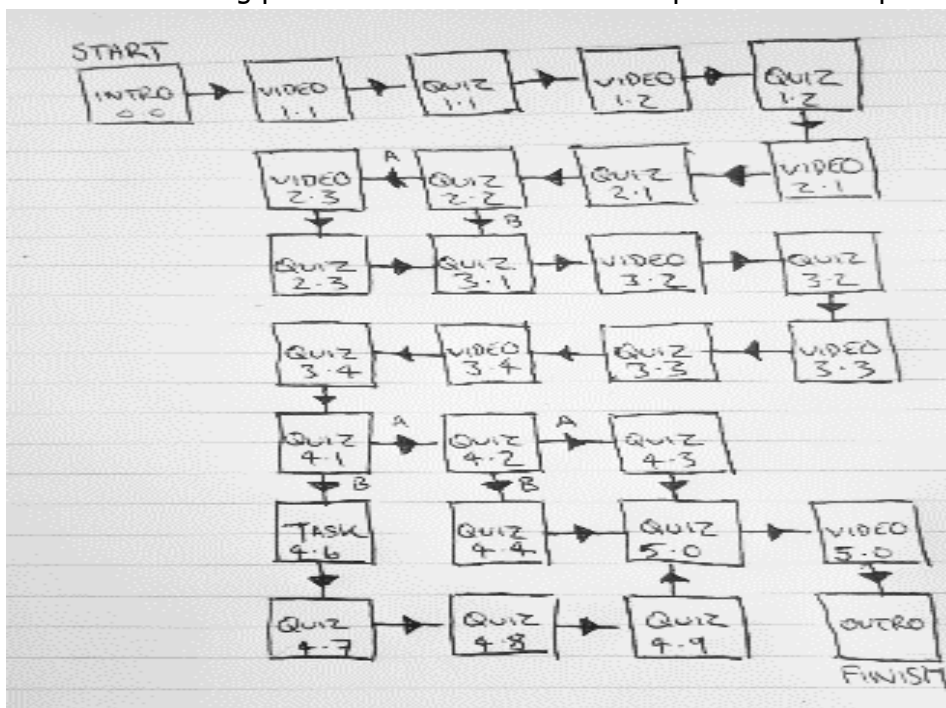 START
INTRO
0.0
VIDEO
1.1
QUIZ
1.1
VIDEO
1.2
QUIZ
1.2
VIDEO
2.3
A
QUIZ
2.2
QUIZ
2.1
VIDEO
2.1
B
QUIZ
2.3
QUIZ
3.1
VIDEO
3.2
QUIZ
3.2
QUIZ
3.4
VIDEO
3.4
QUIZ
3.3
VIDEO
3.3
QUIZ
4.1
A
QUIZ
4.2
A
QUIZ
4.3
B
B
TASK
4.6
QUIZ
4.4
QUIZ
5.0
VIDEO
5.0
QUIZ
4.7
QUIZ
4.8
QUIZ
4.9
OUTRO
FINISH